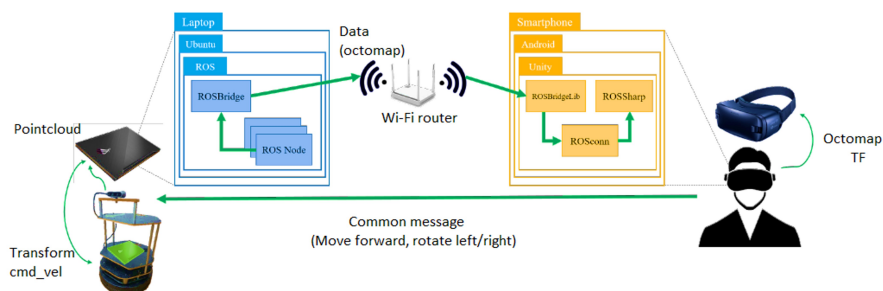 Laptop
Ubuntu
ROS
ROSBridge
ROS Node
Data
(octomap)
Wi-Fi router
Smartphone
Android
Unity
ROSBridgeLib
ROSSharp
ROSconn
Pointcloud
Octomap
TF
Common message
(Move forward, rotate left/right)
Transform
cmd_vel